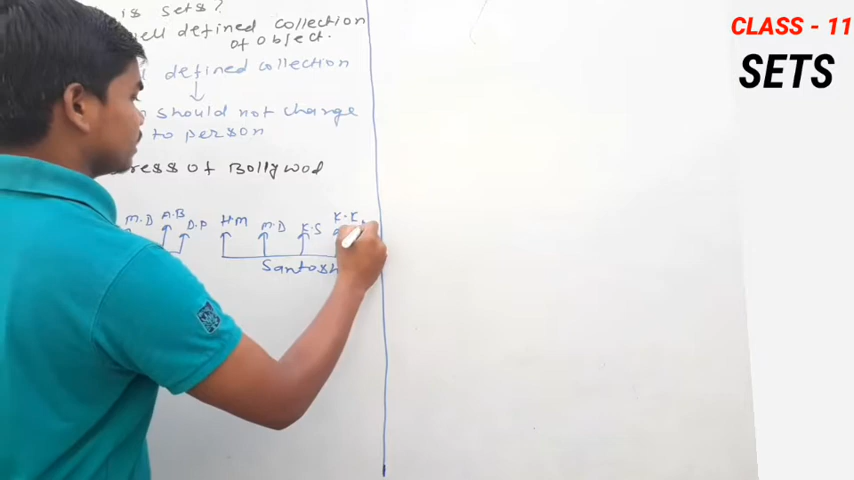 is sets?
well defined collection
of object.
defined collection
should not change
to person
ress of Bollywod
M.D A.B D.P H.M M.D K.S K.K
Santosh
CLASS - 11
SETS